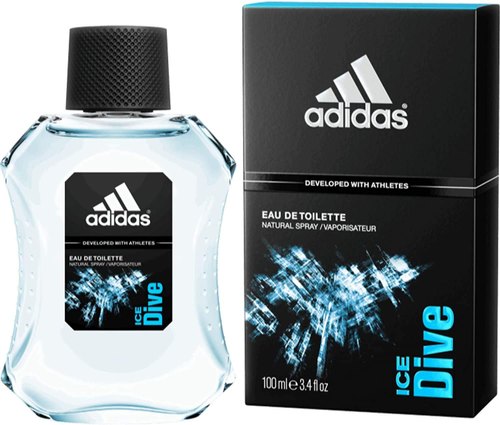 adidas
DEVELOPED WITH ATHLETES
EAU DE TOILETTE
NATURAL SPRAY / VAPORISATEUR
ICE
Dive
adidas
DEVELOPED WITH ATHLETES
EAU DE TOILETTE
NATURAL SPRAY / VAPORISATEUR
ICE
Dive
100 ml e 3.4 fl oz